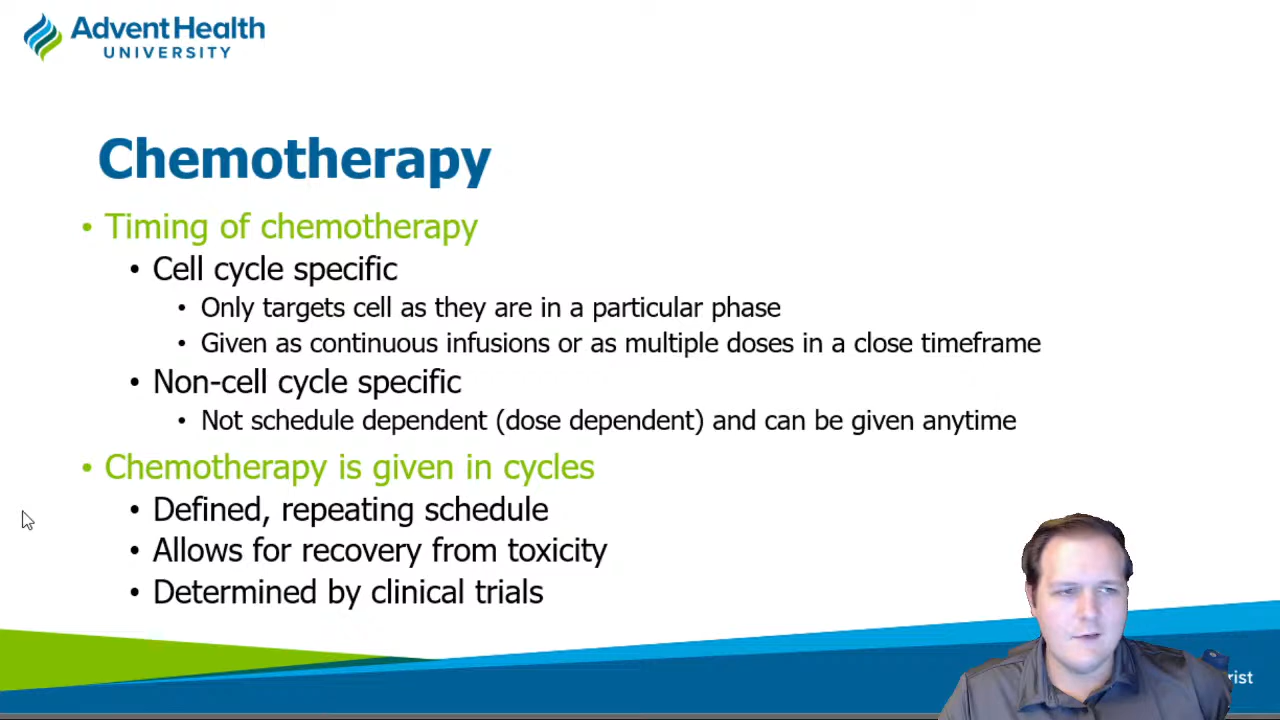 AdventHealth
UNIVERSITY
Chemotherapy
• Timing of chemotherapy
• Cell cycle specific
• Only targets cell as they are in a particular phase
• Given as continuous infusions or as multiple doses in a close timeframe
• Non-cell cycle specific
• Not schedule dependent (dose dependent) and can be given anytime
• Chemotherapy is given in cycles
• Defined, repeating schedule
• Allows for recovery from toxicity
• Determined by clinical trials